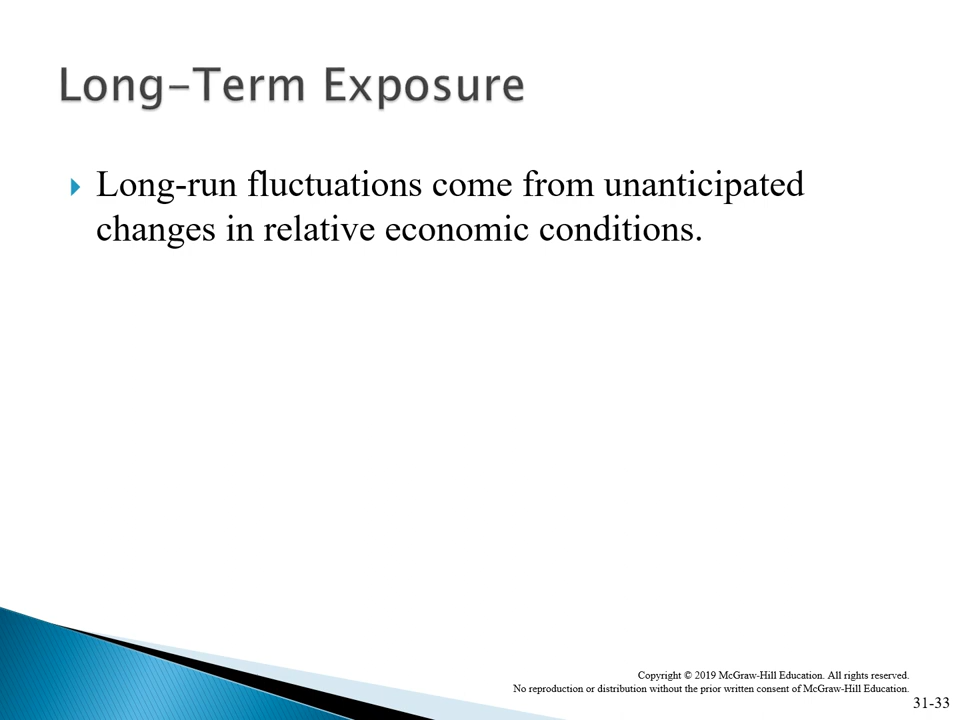 Long-Term Exposure
Long-run fluctuations come from unanticipated
changes in relative economic conditions.
Copyright © 2019 McGraw-Hill Education. All rights reserved.
No reproduction or distribution without the prior written consent of McGraw-Hill Education.
31-33